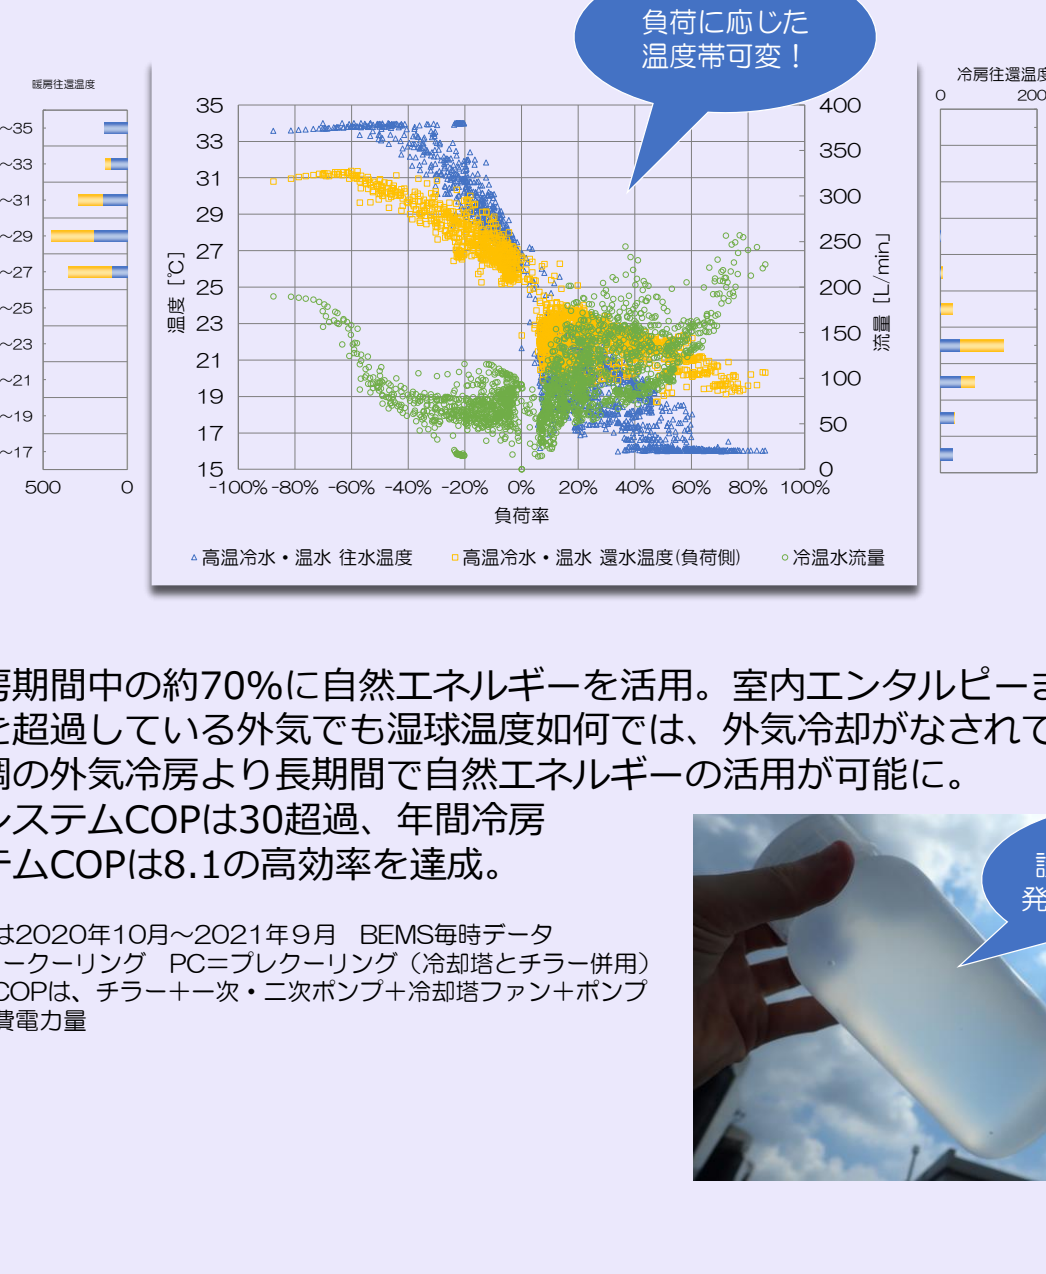 負荷に応じた
温度帯可変！
暖房往還温度
～35
～33
～31
～29
～27
～25
～23
～21
～19
～17
500 0
35
33
31
29
27
25
23
21
19
17
15
温度［℃］
400
350
300
250
200
150
100
50
0
流量［L/min］
-100% -80% -60% -40% -20% 0% 20% 40% 60% 80% 100%
負荷率
高温冷水・温水 往水温度 高温冷水・温水 還水温度(負荷側) 冷温水流量
冷房往還温度
0 200
房期間中の約70%に自然エネルギーを活用。室内エンタルピーま
を超過している外気でも湿球温度如何では、外気冷却がなされて
調の外気冷房より長期間で自然エネルギーの活用が可能に。
システムCOPは30超過、年間冷房
テムCOPは8.1の高効率を達成。
は2020年10月～2021年９月　BEMS毎時データ
ークーリング　PC＝プレクーリング（冷却塔とチラー併用）
COPは、チラー＋一次・二次ポンプ＋冷却塔ファン＋ポンプ
費電力量
発